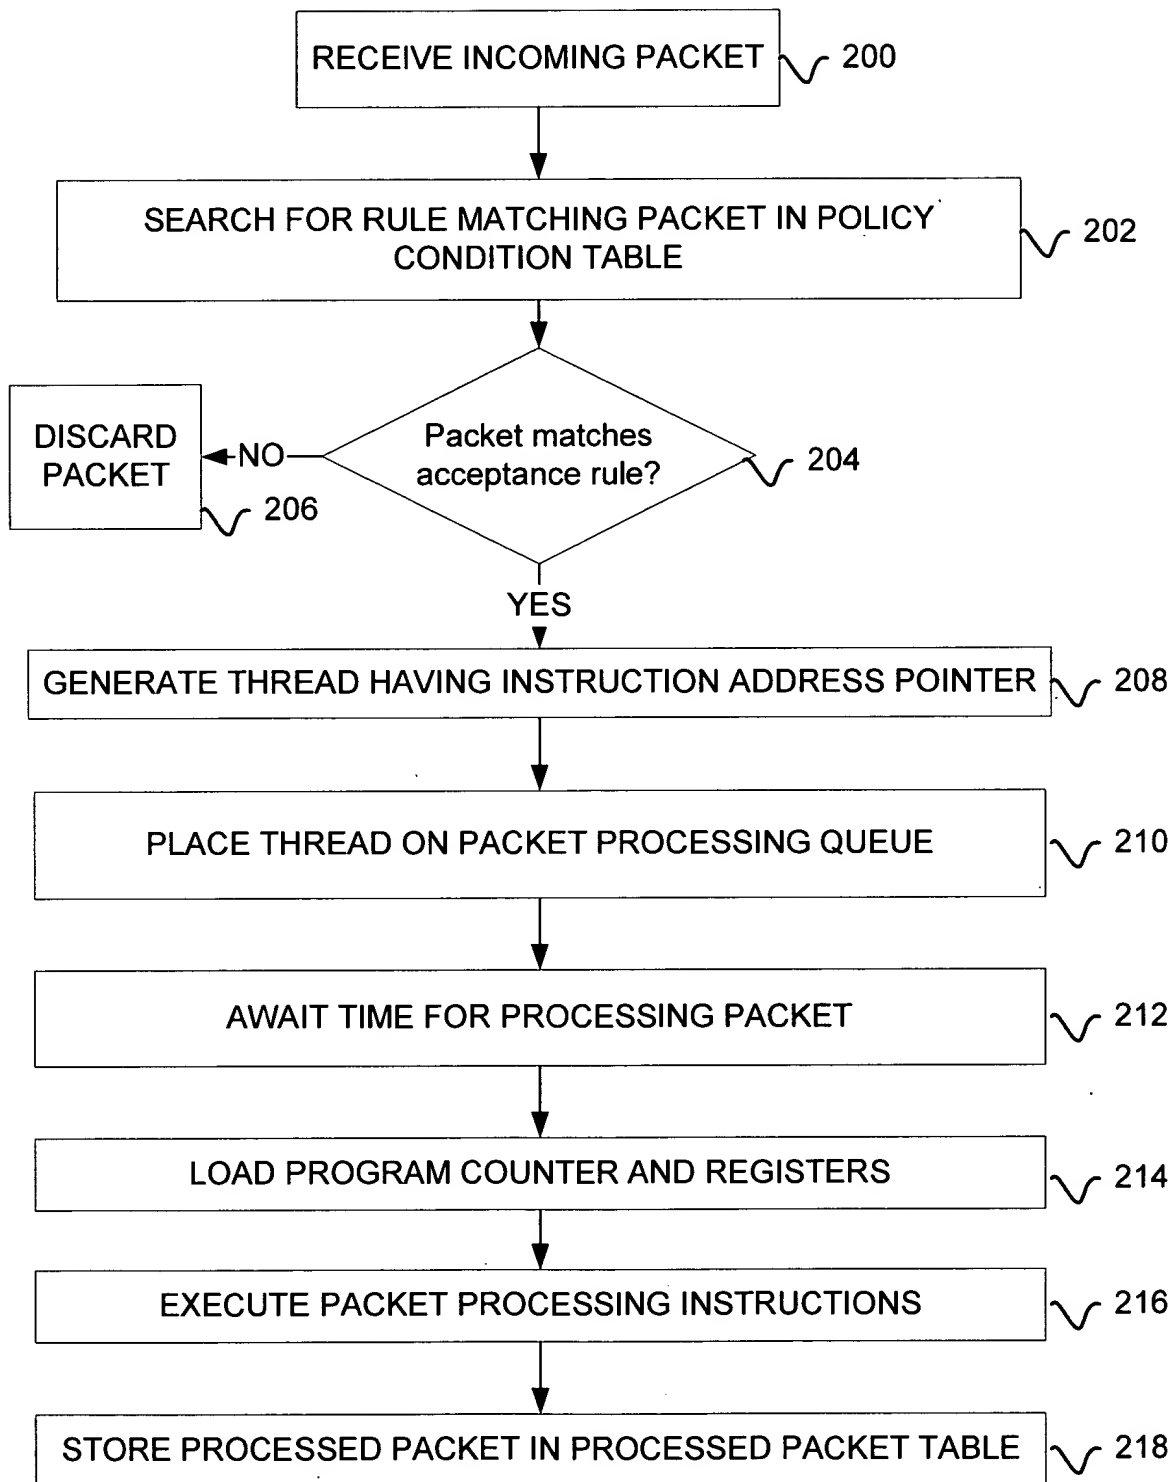 RECEIVE INCOMING PACKET
200
SEARCH FOR RULE MATCHING PACKET IN POLICY
CONDITION TABLE
202
Packet matches
acceptance rule?
204
NO
DISCARD
PACKET
206
YES
GENERATE THREAD HAVING INSTRUCTION ADDRESS POINTER
208
PLACE THREAD ON PACKET PROCESSING QUEUE
210
AWAIT TIME FOR PROCESSING PACKET
212
LOAD PROGRAM COUNTER AND REGISTERS
214
EXECUTE PACKET PROCESSING INSTRUCTIONS
216
STORE PROCESSED PACKET IN PROCESSED PACKET TABLE
218